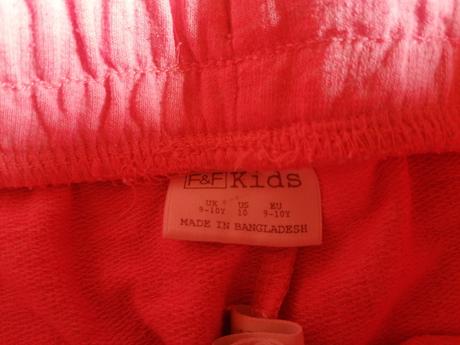 F&F Kids
UK US EU
9-10Y 10 9-10Y
MADE IN BANGLADESH